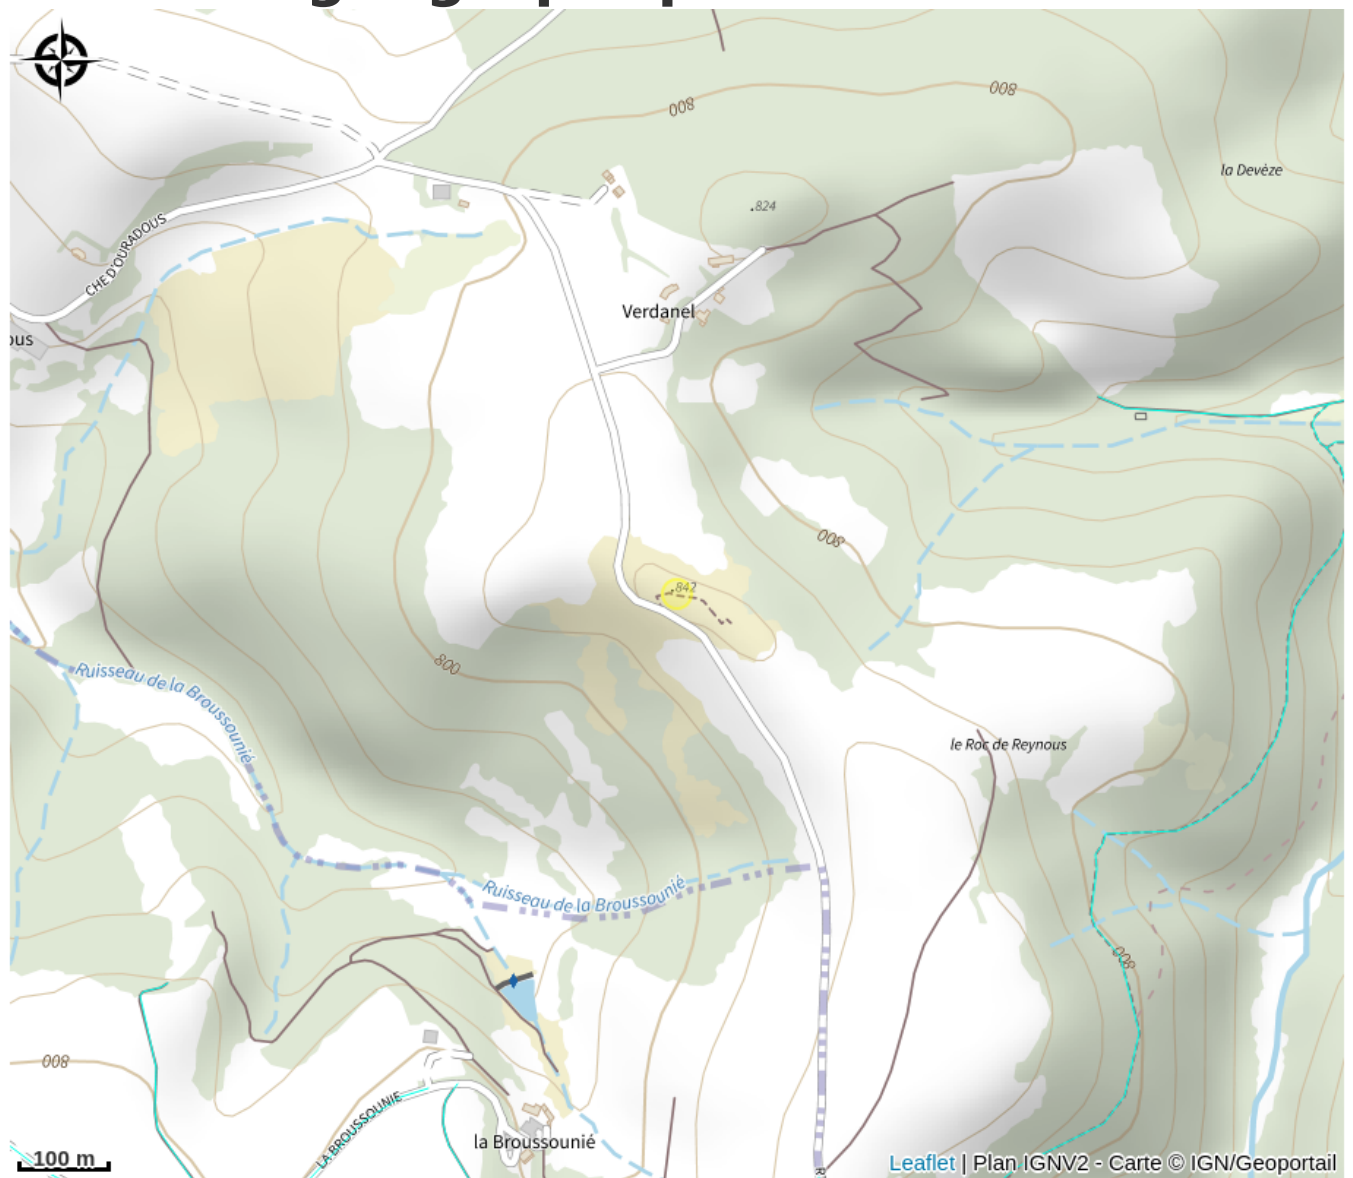 800
800
la Devèze
.824
CHE D'OURADOUS
Verdanel
ous
800
.842
800
Ruisseau de la Broussounié
le Roc de Reynous
Ruisseau de la Broussounié
800
800
LA BROUSSOUNIE
la Broussounié
100 m
Leaflet | Plan IGNV2 - Carte © IGN/Geoportail